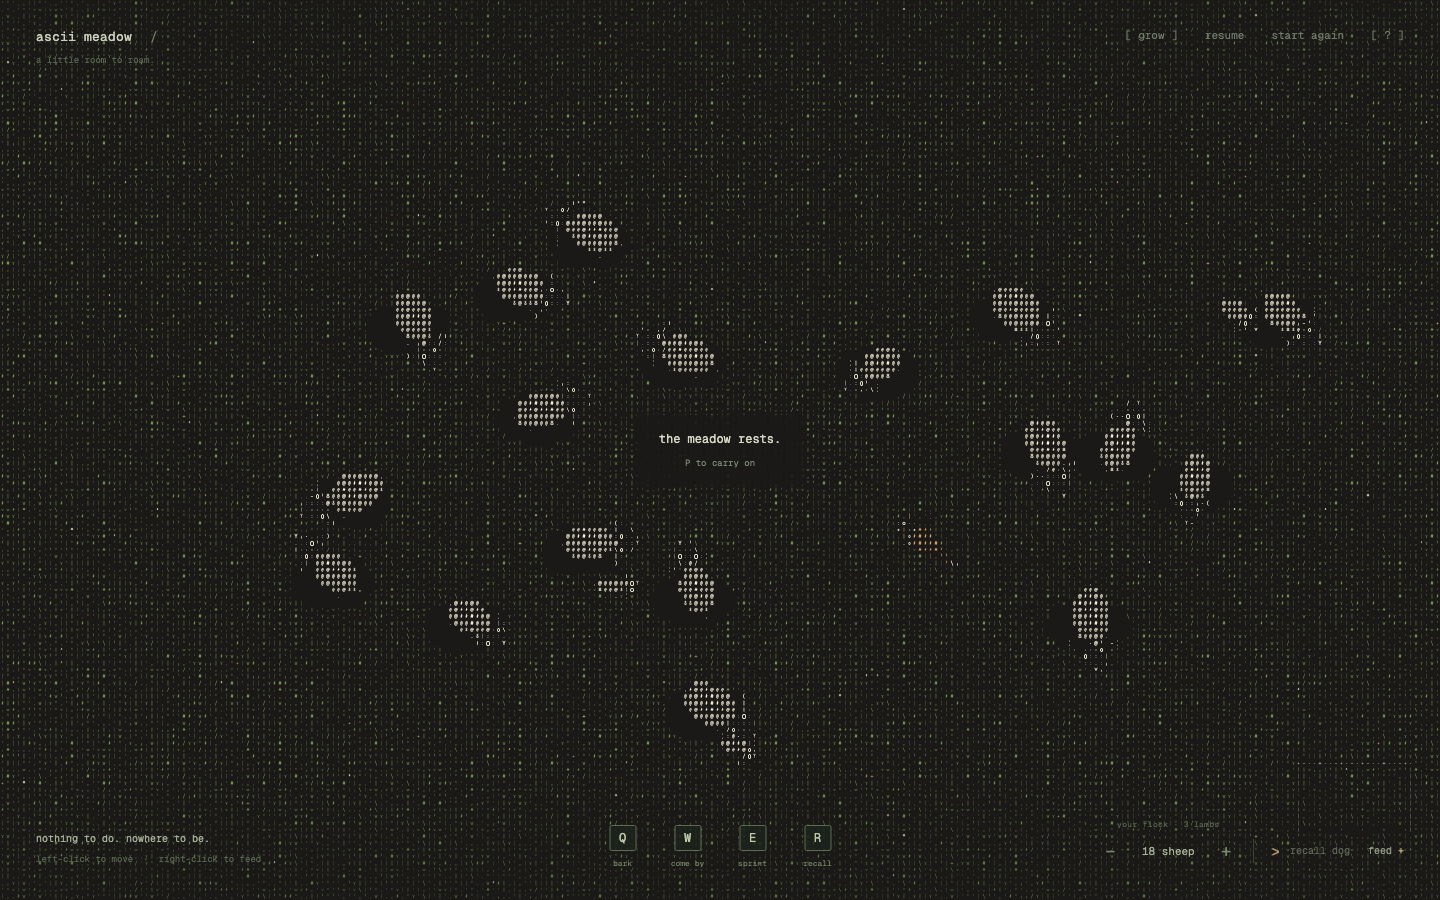 ascii meadow /
a little room to roam
[ grow ] resume start again [ ? ]
the meadow rests.
P to carry on
nothing to do. nowhere to be.
left-click to move · right-click to feed
Q W E R
bark come by sprint recall
your flock · 3 lambs
− 18 sheep + > recall dog feed +